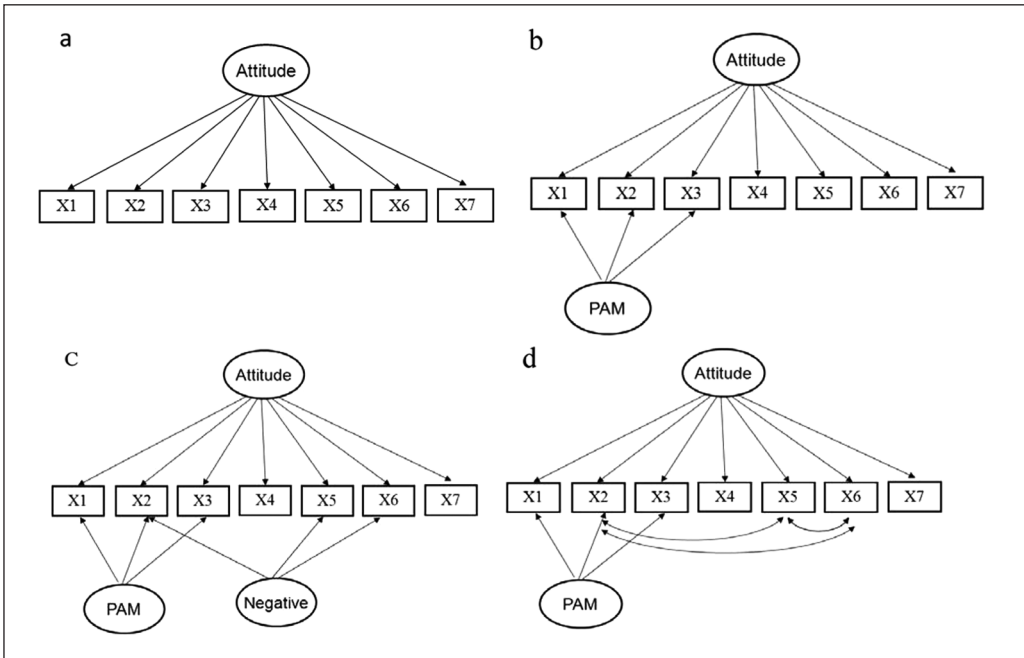 a
Attitude
X1 X2 X3 X4 X5 X6 X7
b
Attitude
X1 X2 X3 X4 X5 X6 X7
PAM
c
Attitude
X1 X2 X3 X4 X5 X6 X7
PAM Negative
d
Attitude
X1 X2 X3 X4 X5 X6 X7
PAM